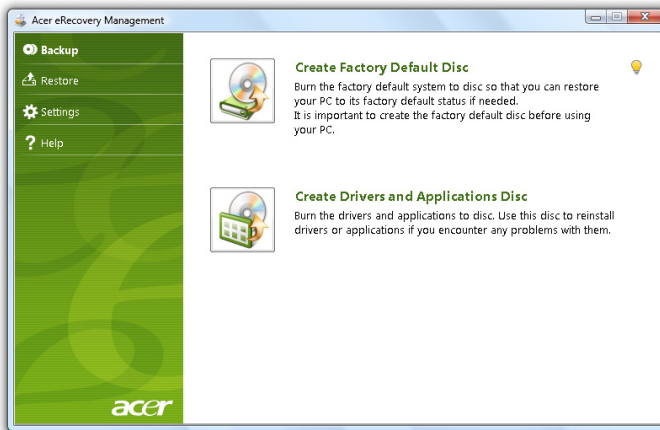 Acer eRecovery Management
Backup
Restore
Settings
Help
Create Factory Default Disc
Burn the factory default system to disc so that you can restore
your PC to its factory default status if needed.
It is important to create the factory default disc before using
your PC.
Create Drivers and Applications Disc
Burn the drivers and applications to disc. Use this disc to reinstall
drivers or applications if you encounter any problems with them.
acer